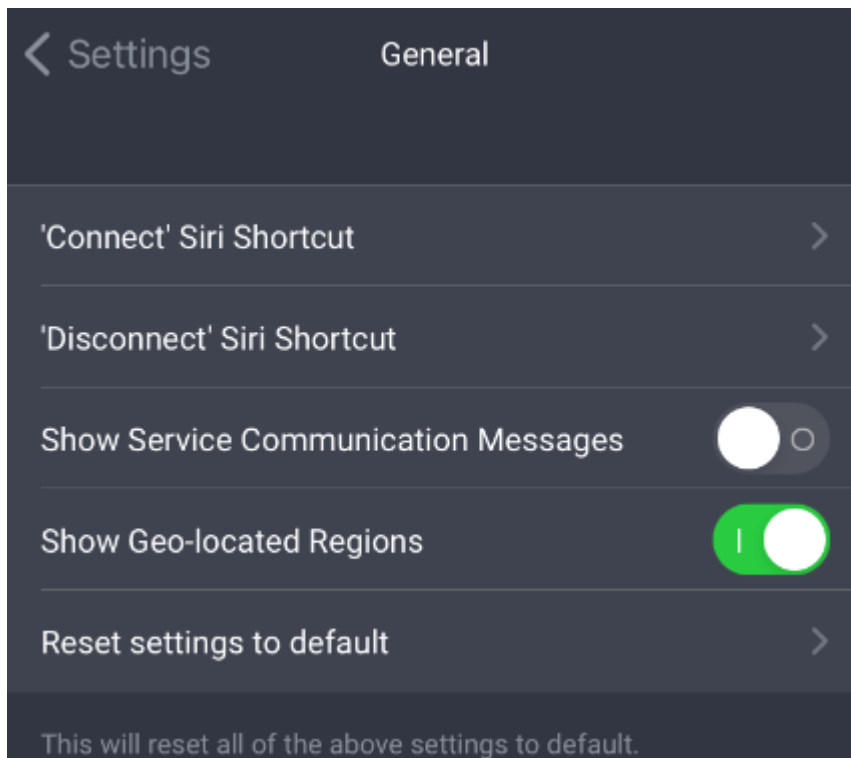 Settings
General
'Connect' Siri Shortcut
'Disconnect' Siri Shortcut
Show Service Communication Messages
Show Geo-located Regions
Reset settings to default
This will reset all of the above settings to default.